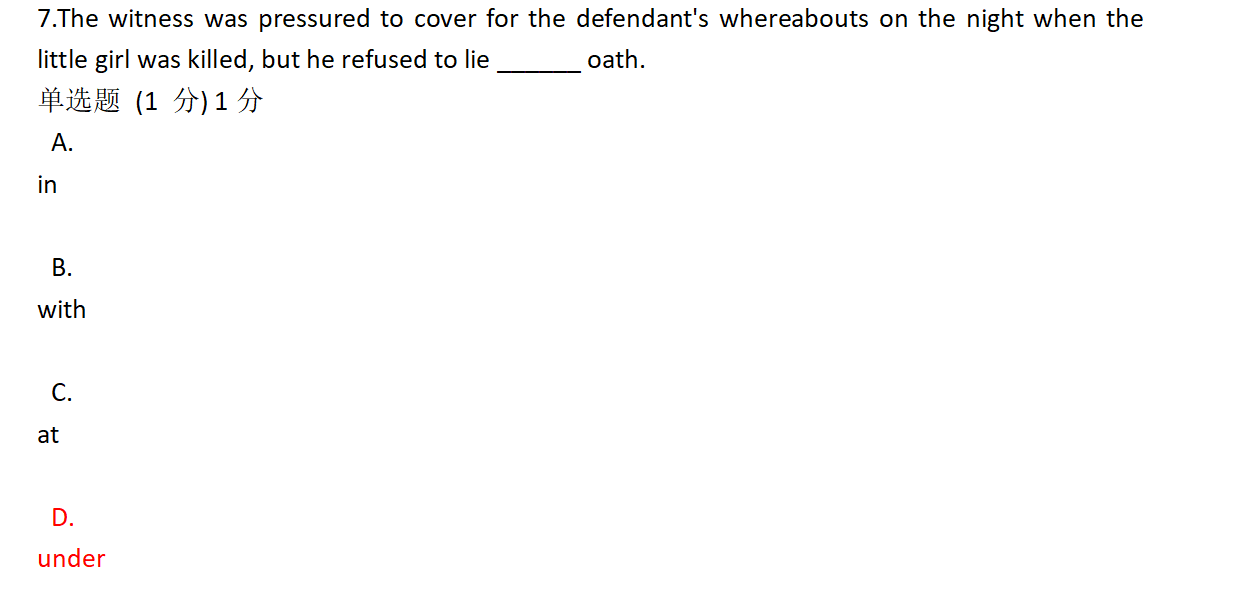 7.The witness was pressured to cover for the defendant's whereabouts on the night when the
little girl was killed, but he refused to lie ______ oath.
单选题 (1 分) 1 分
A.
in
B.
with
C.
at
D.
under